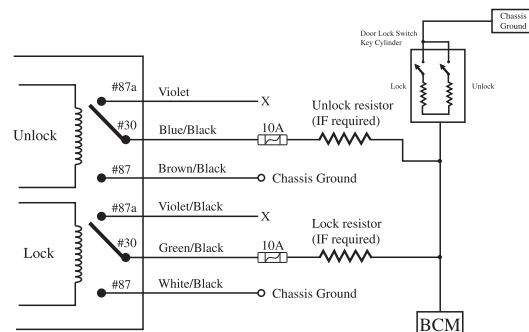 Chassis
Ground
Door Lock Switch
Key Cylinder
Lock
Unlock
#87a
Violet
X
Unlock resistor
(IF required)
#30
Blue/Black
10A
Unlock
#87
Brown/Black
Chassis Ground
#87a
Violet/Black
X
Lock resistor
(IF required)
#30
Green/Black
10A
Lock
#87
White/Black
Chassis Ground
BCM